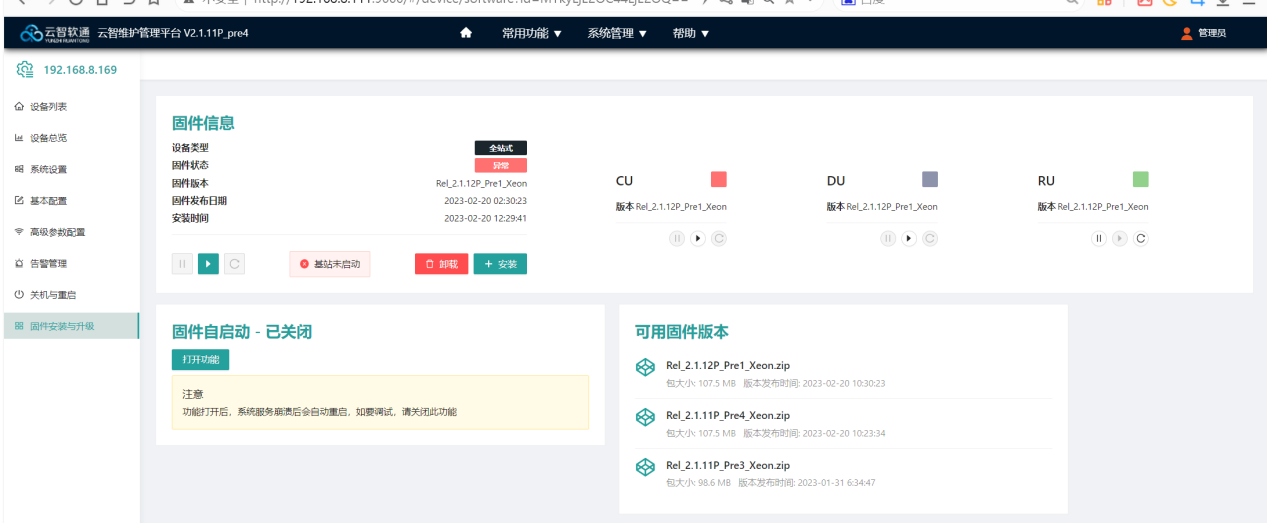 云智软通
YUNZHI RUANTONG
云智维护管理平台 V2.1.11P_pre4
常用功能 ▼
系统管理 ▼
帮助 ▼
管理员
192.168.8.169
设备列表
设备总览
系统设置
基本配置
高级参数配置
告警管理
关机与重启
固件安装与升级
固件信息
设备类型 全站式
固件状态 异常
固件版本 Rel_2.1.12P_Pre1_Xeon
固件发布日期 2023-02-20 02:30:23
安装时间 2023-02-20 12:29:41
基站未启动
卸载
+ 安装
CU
版本 Rel_2.1.12P_Pre1_Xeon
DU
版本 Rel_2.1.12P_Pre1_Xeon
RU
版本 Rel_2.1.12P_Pre1_Xeon
固件自启动 - 已关闭
打开功能
注意
功能打开后，系统服务崩溃后会自动重启，如要调试，请关闭此功能
可用固件版本
Rel_2.1.12P_Pre1_Xeon.zip
包大小: 107.5 MB 版本发布时间: 2023-02-20 10:30:23
Rel_2.1.11P_Pre4_Xeon.zip
包大小: 107.5 MB 版本发布时间: 2023-02-20 10:23:34
Rel_2.1.11P_Pre3_Xeon.zip
包大小: 98.6 MB 版本发布时间: 2023-01-31 6:34:47